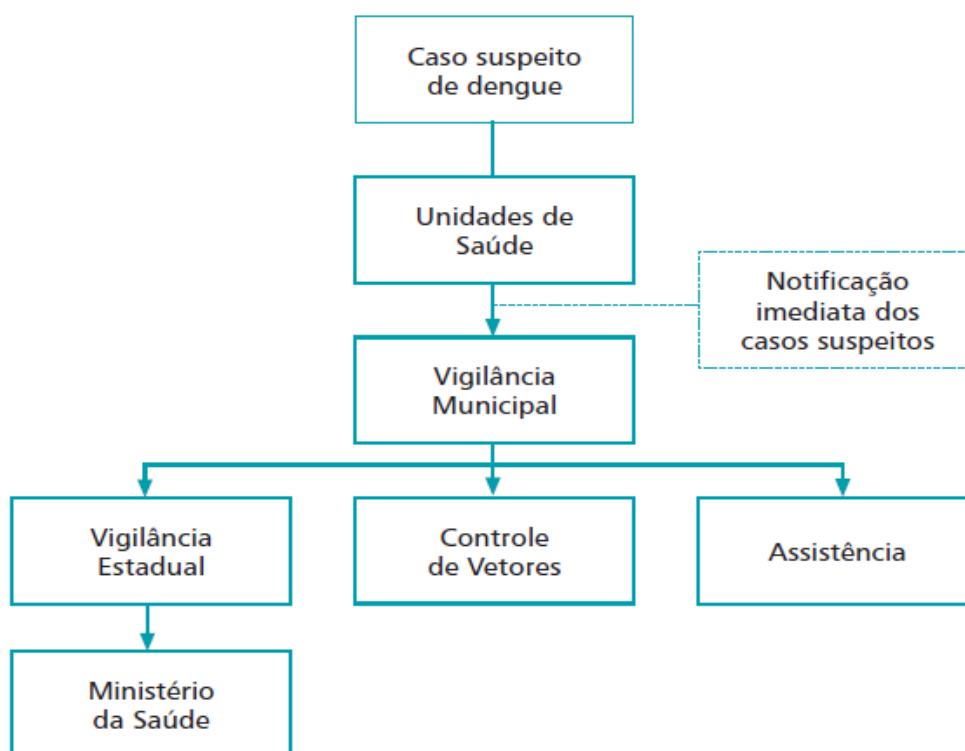 Caso suspeito
de dengue
Unidades de
Saúde
Notificação
imediata dos
casos suspeitos
Vigilância
Municipal
Vigilância
Estadual
Controle
de Vetores
Assistência
Ministério
da Saúde